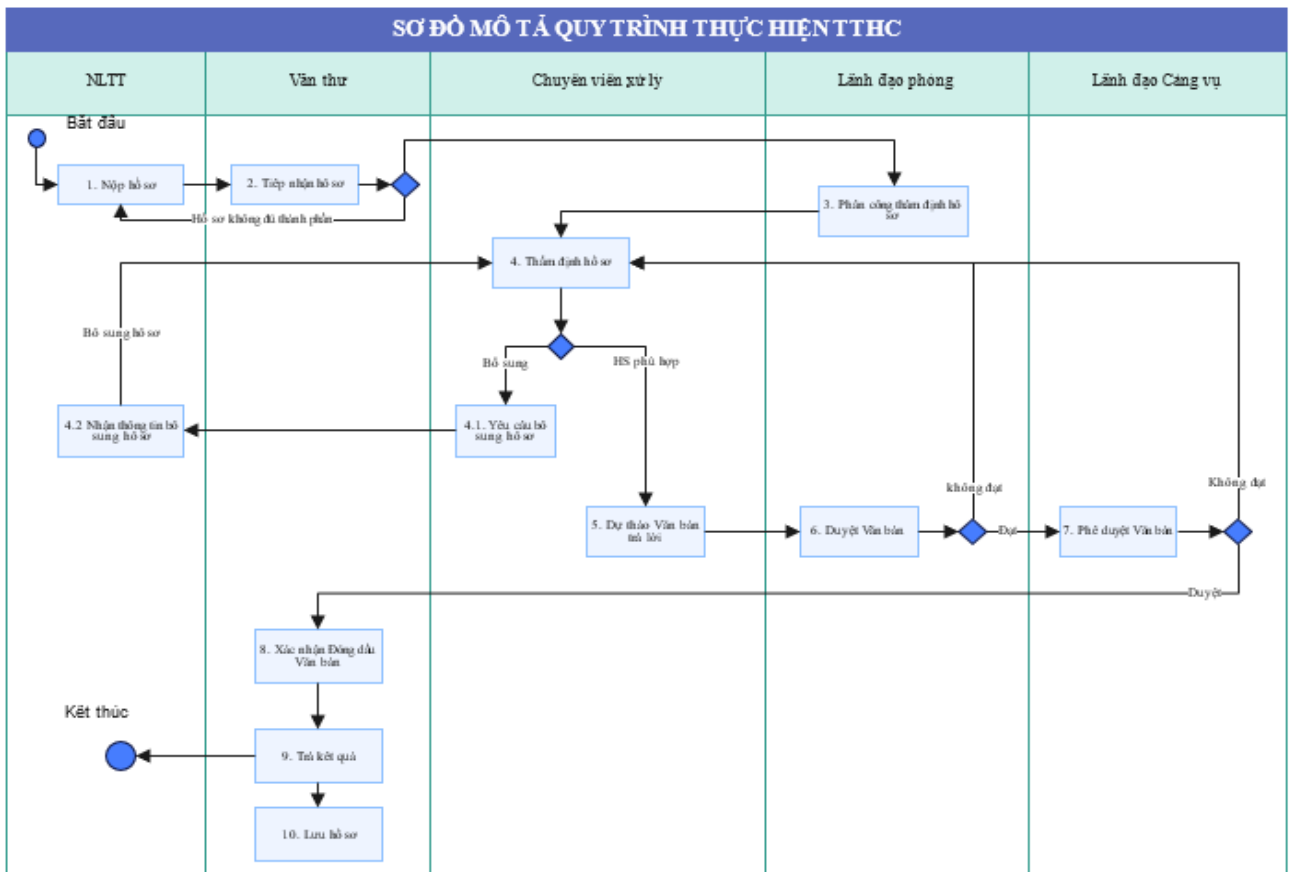 SƠ ĐỒ MÔ TẢ QUY TRÌNH THỰC HIỆN TTHC
NLTT
Văn thư
Chuyên viên xử lý
Lãnh đạo phòng
Lãnh đạo Cảng vụ
Bắt đầu
1. Nộp hồ sơ
2. Tiếp nhận hồ sơ
Hồ sơ không đủ thành phần
3. Phân công thẩm định hồ
sơ
4. Thẩm định hồ sơ
Bổ sung hồ sơ
Bổ sung
HS phù hợp
4.2 Nhận thông tin bổ
sung hồ sơ
4.1. Yêu cầu bổ
sung hồ sơ
không đạt
Không đạt
5. Dự thảo Văn bản
trả lời
6. Duyệt Văn bản
Đạt
7. Phê duyệt Văn bản
Duyệt
8. Xác nhận Đóng dấu
Văn bản
Kết thúc
9. Trả kết quả
10. Lưu hồ sơ